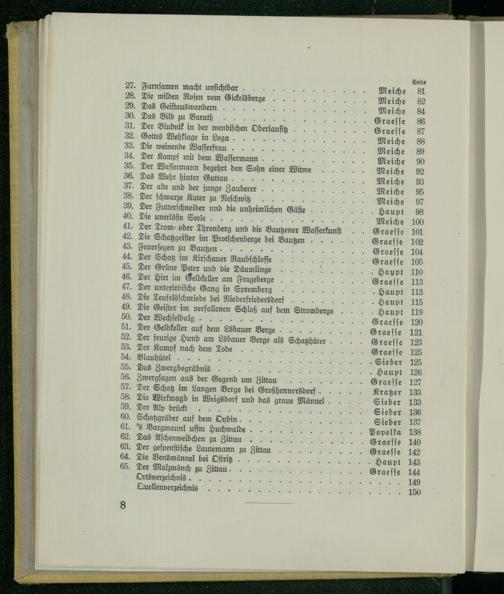 Seite
27. Farnsamen macht unsichtbar . . . Meiche 81
28. Die wilden Rosen vom Gickelsberge . . . Meiche 82
29. Das Geistauswandern . . . Meiche 84
30. Das Bild zu Baruth . . . Graesse 86
31. Der Bludnik in der wendischen Oberlausitz . . . Graesse 87
32. Gottes Wehklage in Loga . . . Meiche 88
33. Die weinende Wasserfrau . . . Meiche 89
34. Der Kampf mit dem Wassermann . . . Meiche 90
35. Der Wassermann begehrt den Sohn einer Witwe . . . Meiche 92
36. Das Wehr hinter Guttau . . . Meiche 93
37. Der alte und der junge Zauberer . . . Meiche 95
38. Der schwarze Kater zu Neschwitz . . . Meiche 97
39. Der Futterschneider und die unheimlichen Gäste . . . Haupt 98
40. Die unerlöste Seele . . . Meiche 100
41. Der Trom- oder Thronberg und die Bautzener Wasserkunst . . . Graesse 101
42. Die Schatzgeister im Protschenberge bei Bautzen . . . Graesse 102
43. Feuersegen zu Bautzen . . . Graesse 104
44. Der Schatz im Kirschauer Raubschlosse . . . Graesse 105
45. Der Grüne Peter und die Däumlinge . . . Haupt 110
46. Der Hirt im Geldkeller am Frageberge . . . Graesse 113
47. Der unterirdische Gang in Spremberg . . . Haupt 113
48. Die Teufelsschmiede bei Niederfriedersdorf . . . Haupt 115
49. Die Geister im verfallenen Schloß auf dem Stromberge . . . Haupt 118
50. Der Wechselbalg . . . Graesse 120
51. Der Geldkeller auf dem Löbauer Berge . . . Graesse 121
52. Der feurige Hund am Löbauer Berge als Schatzhüter . . . Graesse 123
53. Der Kampf nach dem Tode . . . Graesse 125
54. Blauhütel . . . Sieber 125
55. Das Zwergbegräbnis . . . Haupt 126
56. Zwergsagen aus der Gegend um Zittau . . . Graesse 127
57. Der Schatz im Langen Berge bei Großhennersdorf . . . Kratzer 133
58. Die Wirkmagd in Weigsdorf und das graue Männel . . . Sieber 133
59. Der Alp drückt . . . Sieber 136
60. Schatzgräber auf dem Oybin . . . Sieber 137
61. 's Bargmannl uffm Huchwalde . . . Popelka 138
62. Das Aschenweibchen zu Zittau . . . Graesse 140
63. Der gespenstische Lautemann zu Zittau . . . Graesse 142
64. Die Vensmännel bei Ostritz . . . Haupt 143
65. Der Malzmönch zu Zittau . . . Graesse 144
Ortsverzeichnis . . . 149
Quellenverzeichnis . . . 150
8